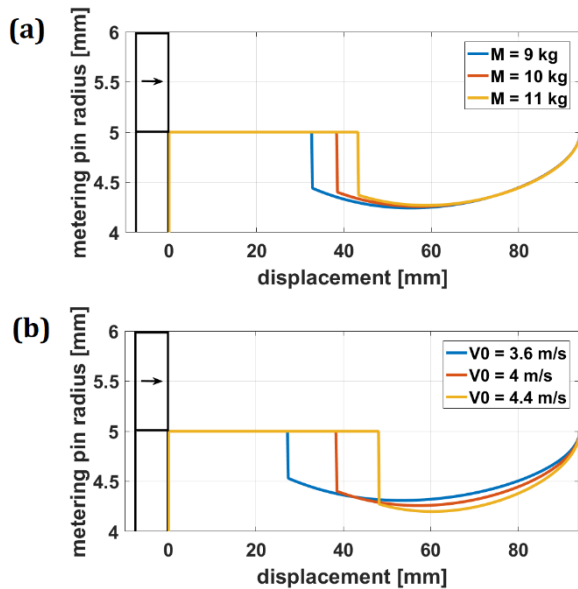 (a)
metering pin radius [mm]
6
5.5
5
4.5
4
M = 9 kg
M = 10 kg
M = 11 kg
0 20 40 60 80
displacement [mm]
(b)
metering pin radius [mm]
6
5.5
5
4.5
4
V0 = 3.6 m/s
V0 = 4 m/s
V0 = 4.4 m/s
0 20 40 60 80
displacement [mm]